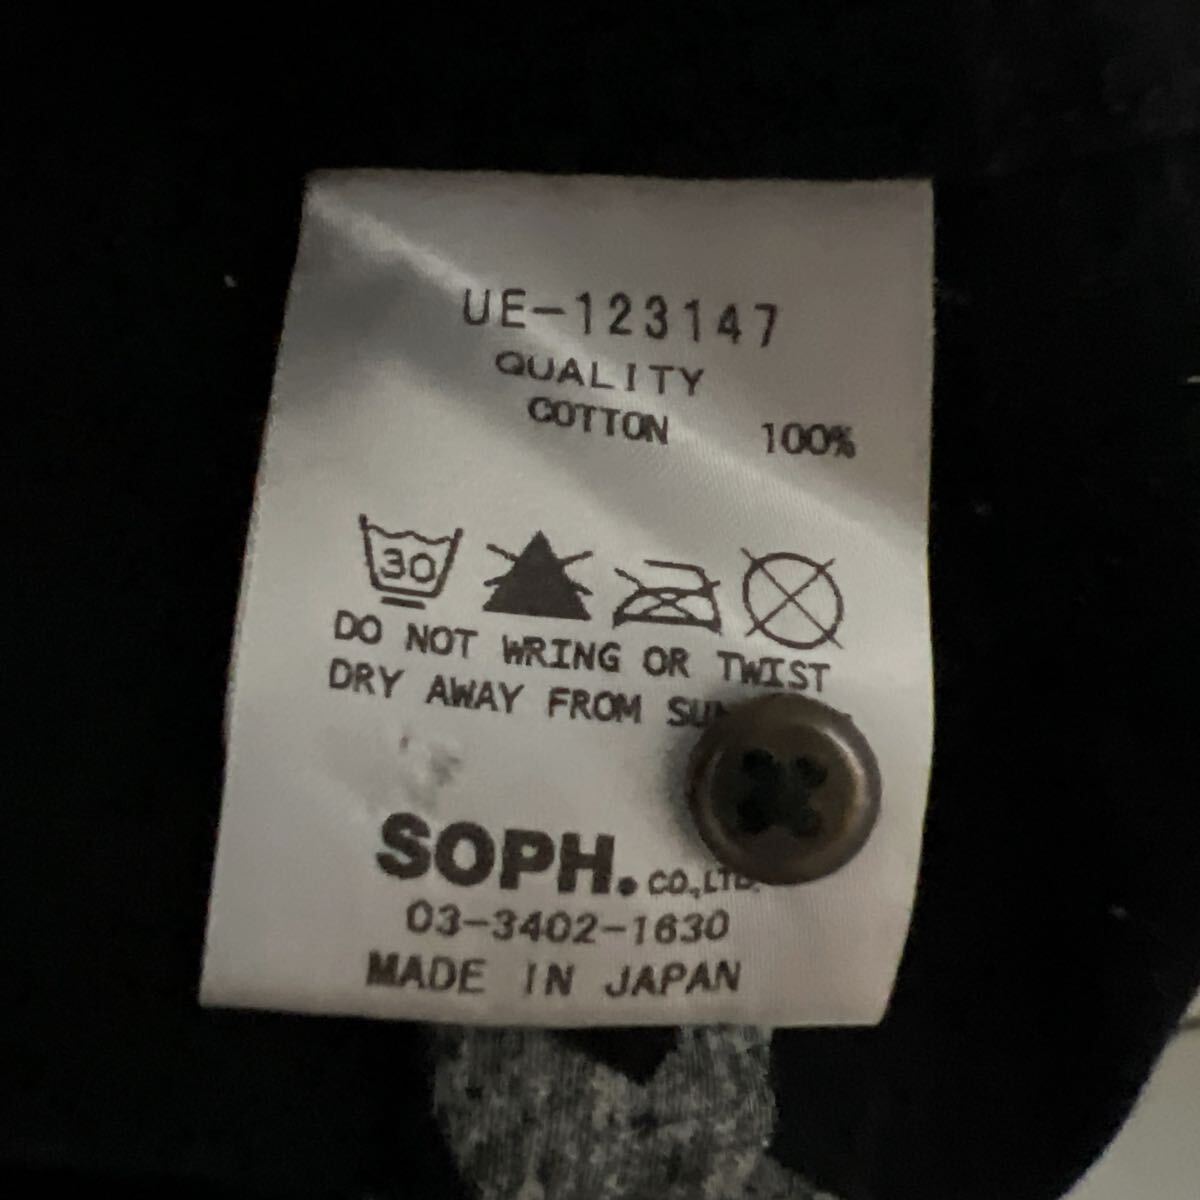 UE-123147
QUALITY
COTTON 100%
30
DO NOT WRING OR TWIST
DRY AWAY FROM
SOPH. CO.,LTD.
03-3402-1630
MADE IN JAPAN